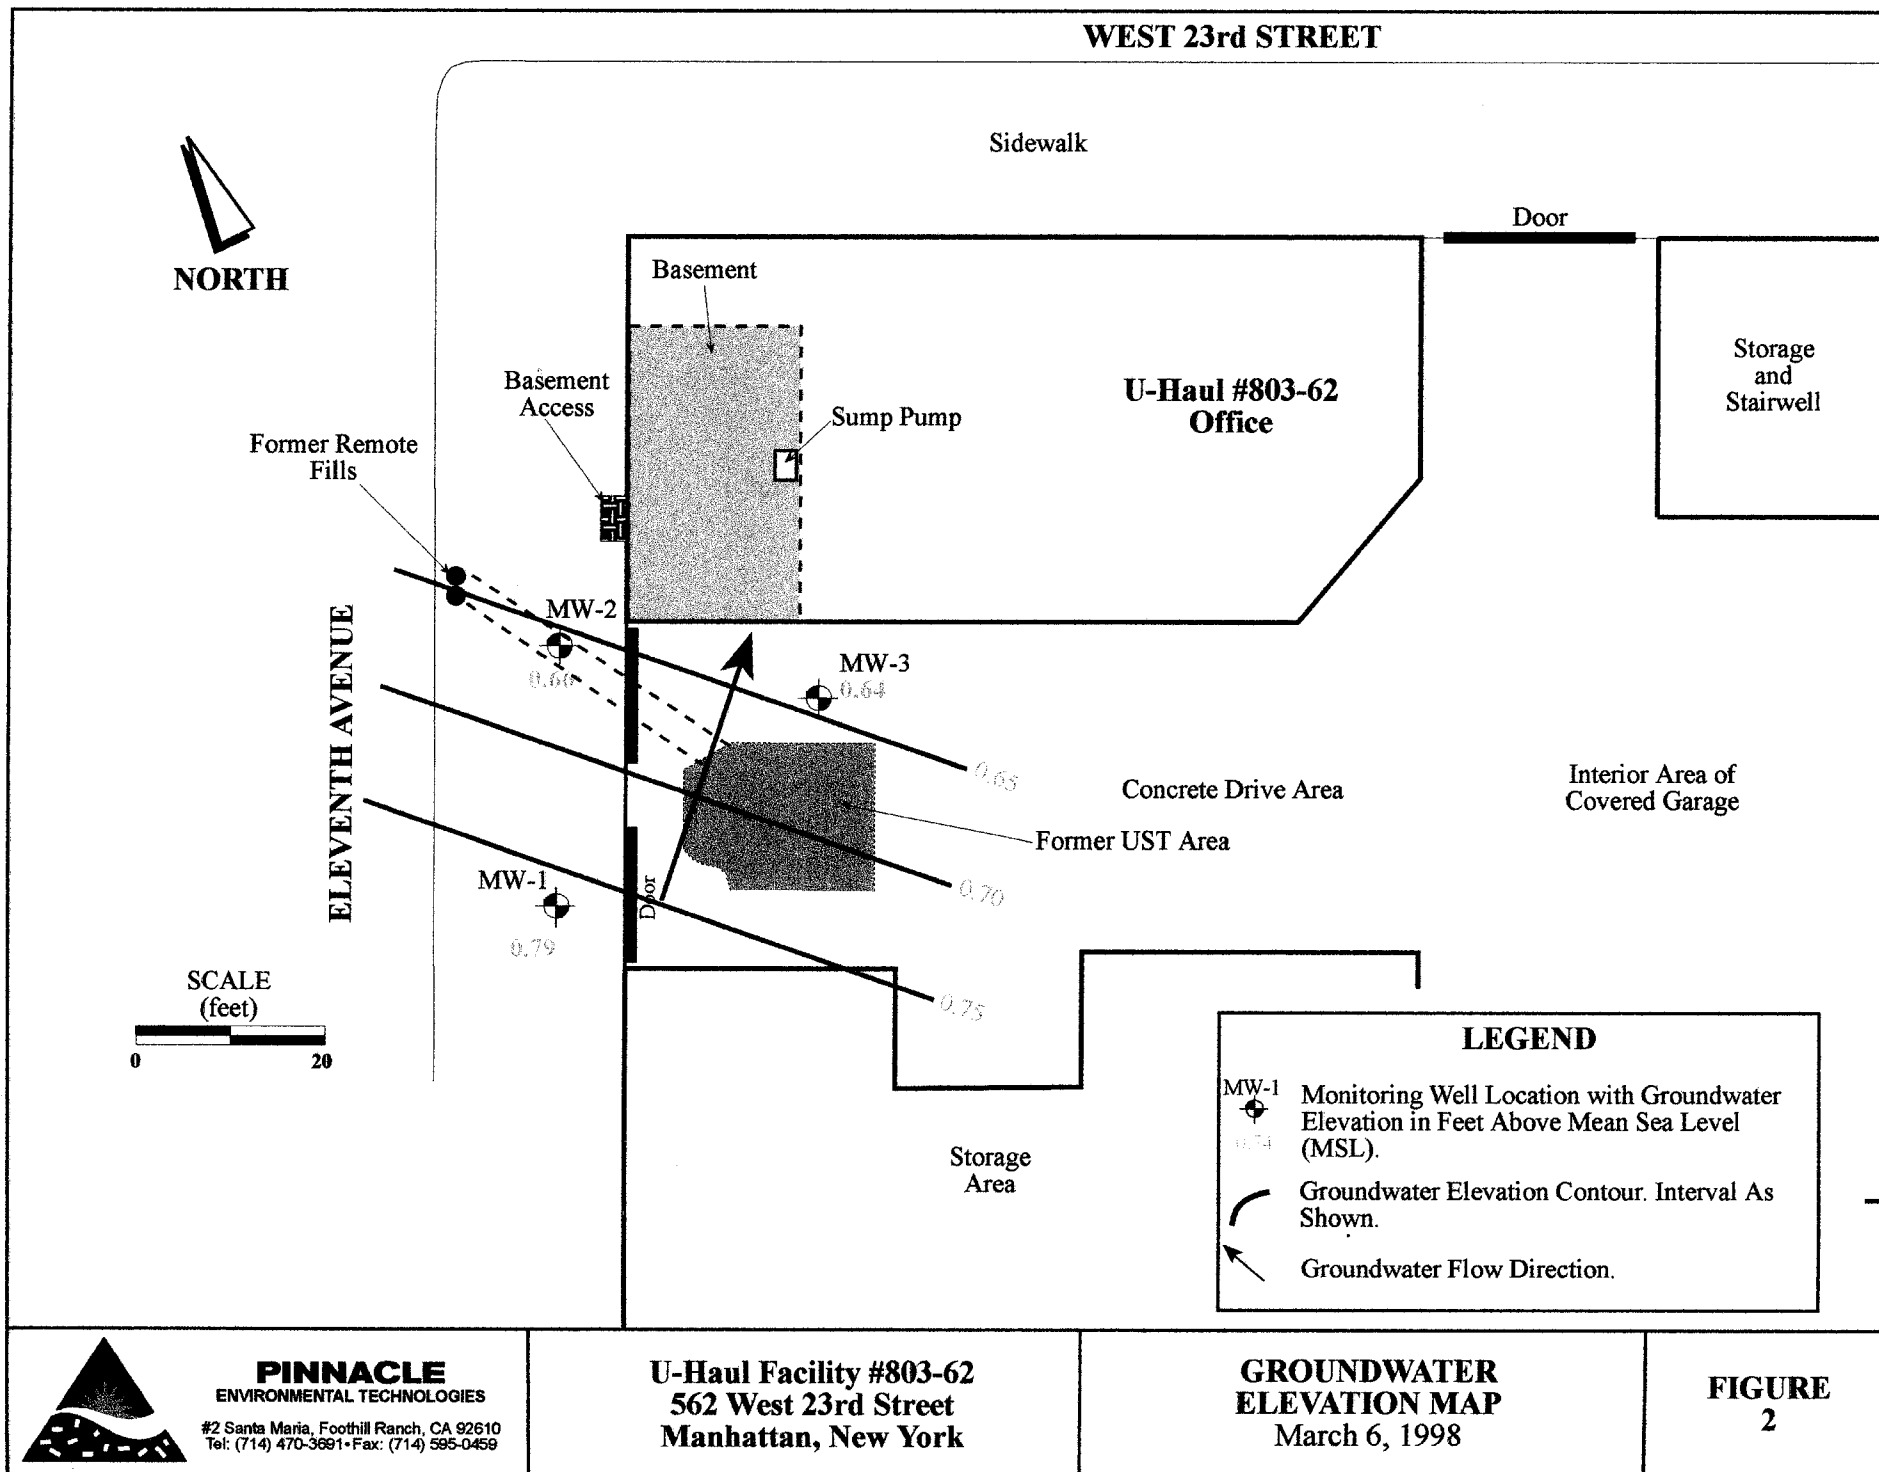 WEST 23rd STREET
Sidewalk
NORTH
Door
Basement
Storage
and
Stairwell
Basement
Access
U-Haul #803-62
Office
Sump Pump
Former Remote
Fills
MW-2
0.66
MW-3
0.64
ELEVENTH AVENUE
0.65
Concrete Drive Area
Interior Area of
Covered Garage
Former UST Area
MW-1
0.79
Door
0.70
0.75
SCALE
(feet)
0 20
Storage
Area
LEGEND
MW-1
0.74
Monitoring Well Location with Groundwater
Elevation in Feet Above Mean Sea Level
(MSL).
Groundwater Elevation Contour. Interval As
Shown.
Groundwater Flow Direction.
PINNACLE
ENVIRONMENTAL TECHNOLOGIES
#2 Santa Maria, Foothill Ranch, CA 92610
Tel: (714) 470-3691•Fax: (714) 595-0459
U-Haul Facility #803-62
562 West 23rd Street
Manhattan, New York
GROUNDWATER
ELEVATION MAP
March 6, 1998
FIGURE
2